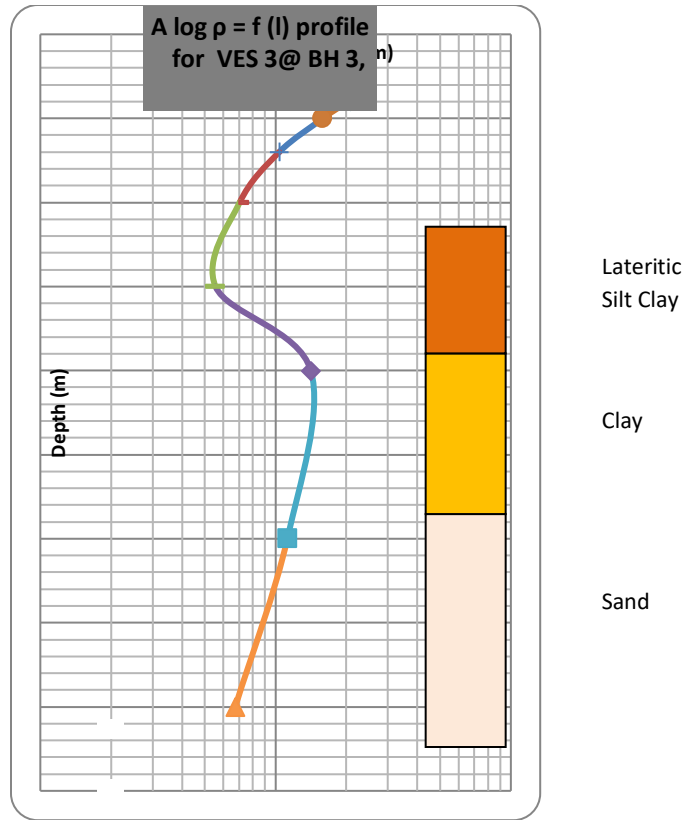 A log ρ = f (l) profile
for VES 3@ BH 3,
m)
Depth (m)
Lateritic
Silt Clay
Clay
Sand